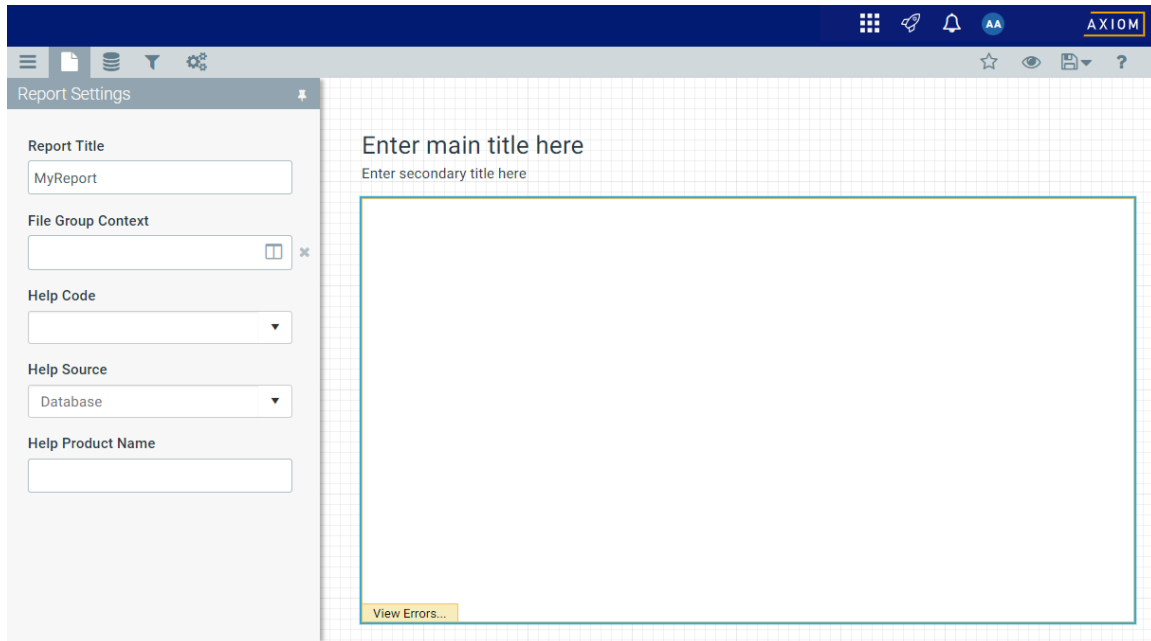 AA
AXIOM
?
Report Settings
Report Title
MyReport
File Group Context
Help Code
Help Source
Database
Help Product Name
Enter main title here
Enter secondary title here
View Errors...